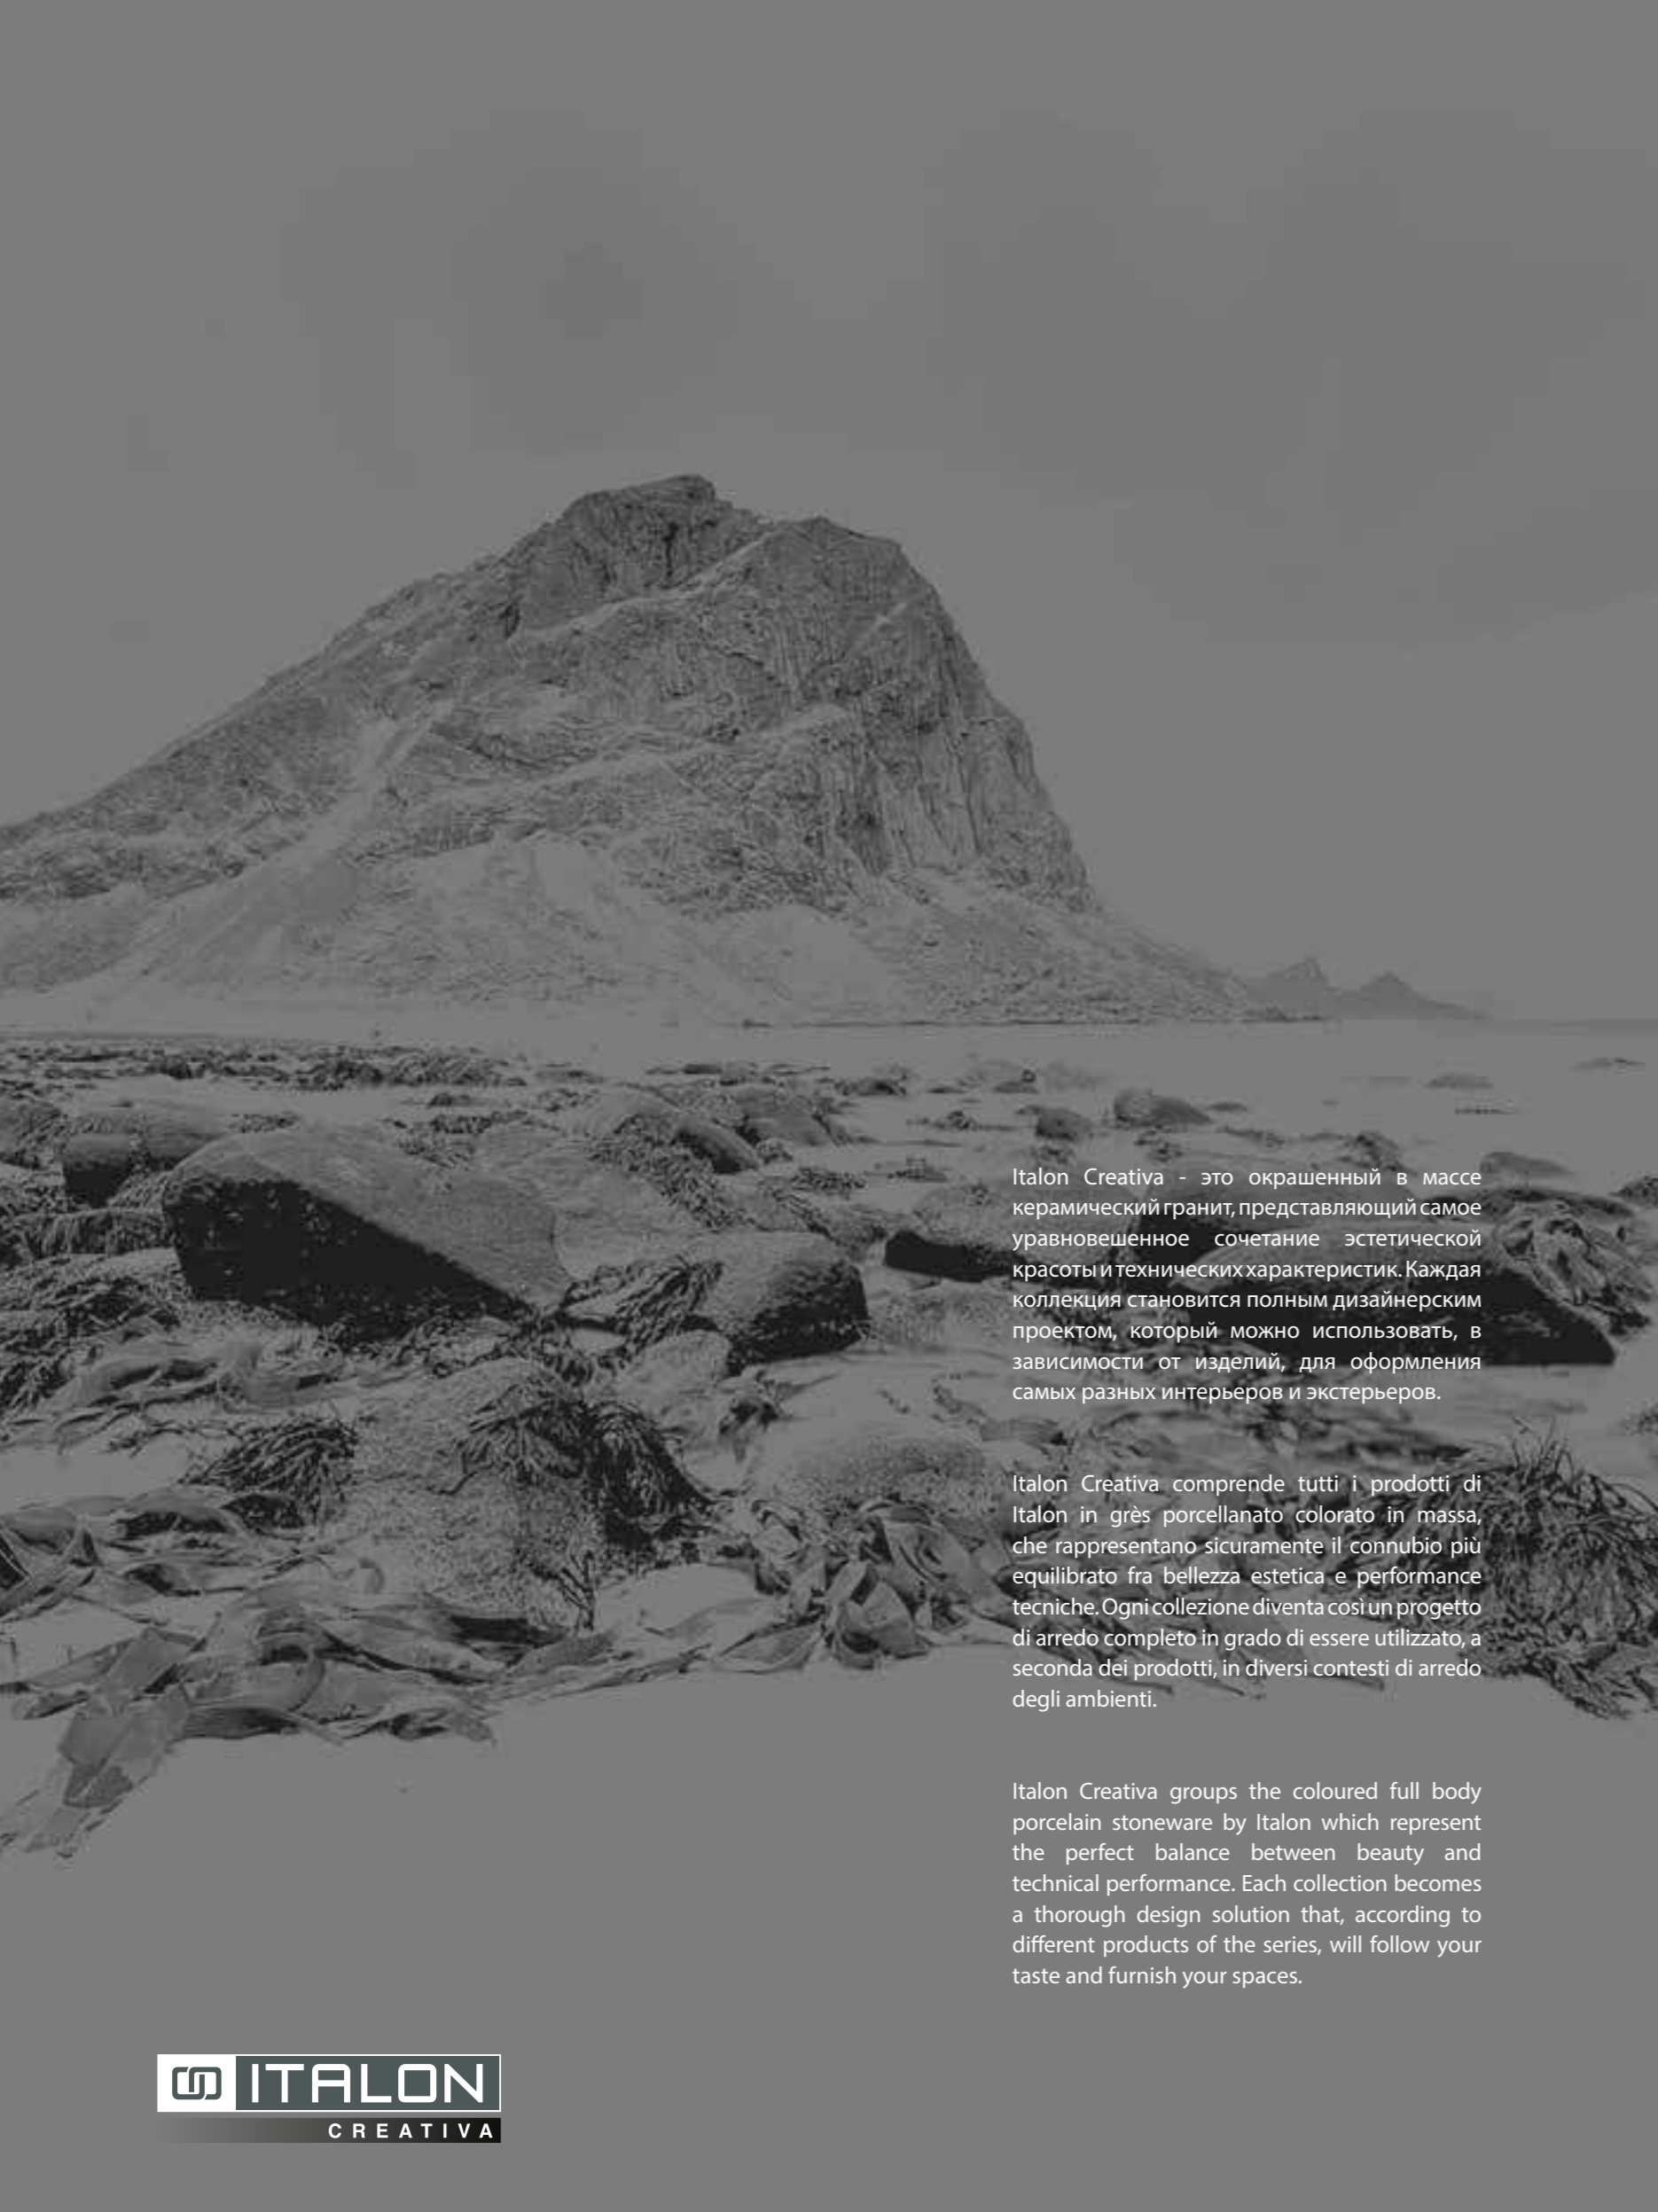 Italon Creativa - это окрашенный в массе
керамический гранит, представляющий самое
уравновешенное сочетание эстетической
красоты и технических характеристик. Каждая
коллекция становится полным дизайнерским
проектом, который можно использовать, в
зависимости от изделий, для оформления
самых разных интерьеров и экстерьеров.
Italon Creativa comprende tutti i prodotti di
Italon in grès porcellanato colorato in massa,
che rappresentano sicuramente il connubio più
equilibrato fra bellezza estetica e performance
tecniche. Ogni collezione diventa così un progetto
di arredo completo in grado di essere utilizzato, a
seconda dei prodotti, in diversi contesti di arredo
degli ambienti.
Italon Creativa groups the coloured full body
porcelain stoneware by Italon which represent
the perfect balance between beauty and
technical performance. Each collection becomes
a thorough design solution that, according to
different products of the series, will follow your
taste and furnish your spaces.
ITALON
CREATIVA